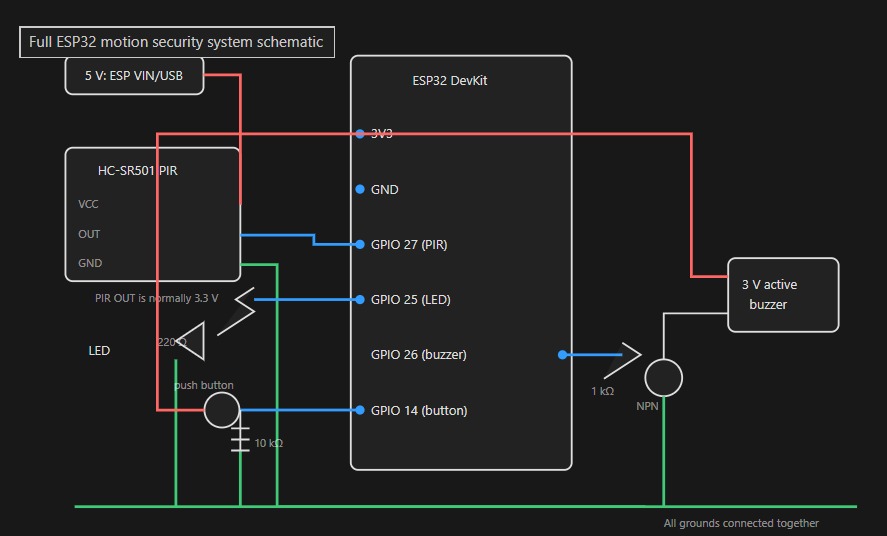 Full ESP32 motion security system schematic
5 V: ESP VIN/USB
ESP32 DevKit
3V3
HC-SR501 PIR
GND
VCC
OUT
GPIO 27 (PIR)
GND
3 V active
buzzer
PIR OUT is normally 3.3 V
GPIO 25 (LED)
220 Ω
LED
GPIO 26 (buzzer)
push button
1 kΩ
NPN
GPIO 14 (button)
10 kΩ
All grounds connected together